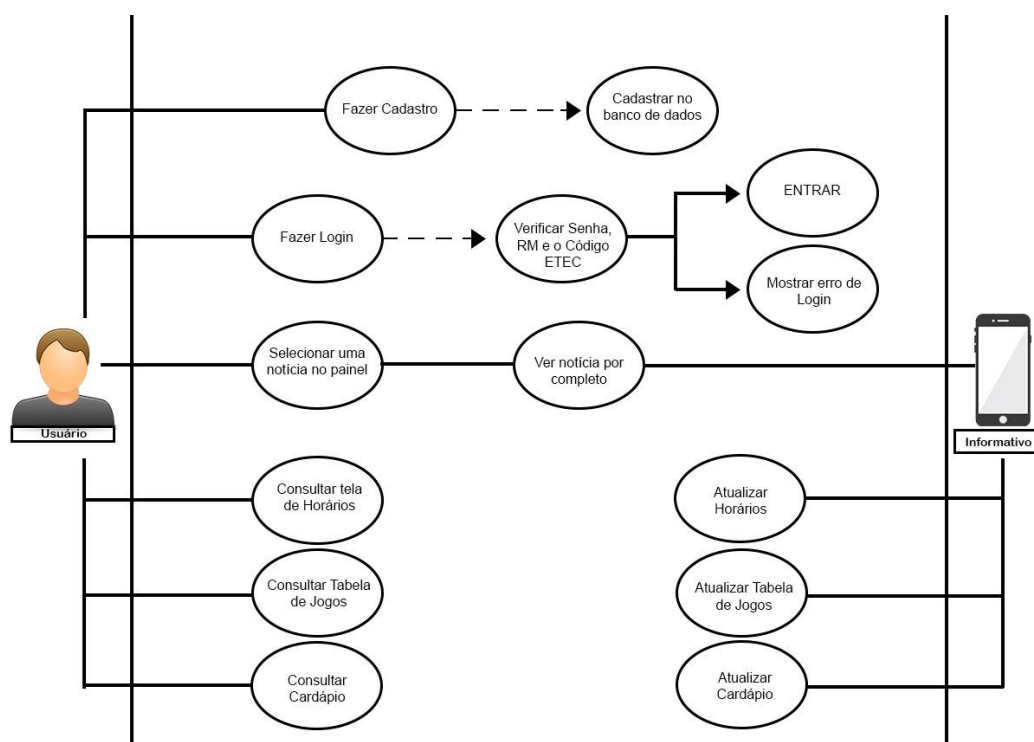 Fazer Cadastro
Cadastrar no
banco de dados
ENTRAR
Fazer Login
Verificar Senha,
RM e o Código
ETEC
Mostrar erro de
Login
Selecionar uma
notícia no painel
Ver notícia por
completo
Usuário
Informativo
Consultar tela
de Horários
Atualizar
Horários
Consultar Tabela
de Jogos
Atualizar Tabela
de Jogos
Consultar
Cardápio
Atualizar
Cardápio